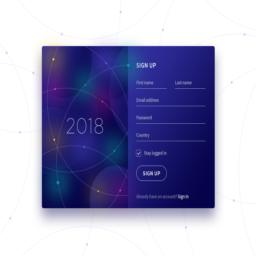 SIGN UP
First name Last name
Email address
2018
Password
Country
Stay logged in
SIGN UP
Already have an account? Sign in